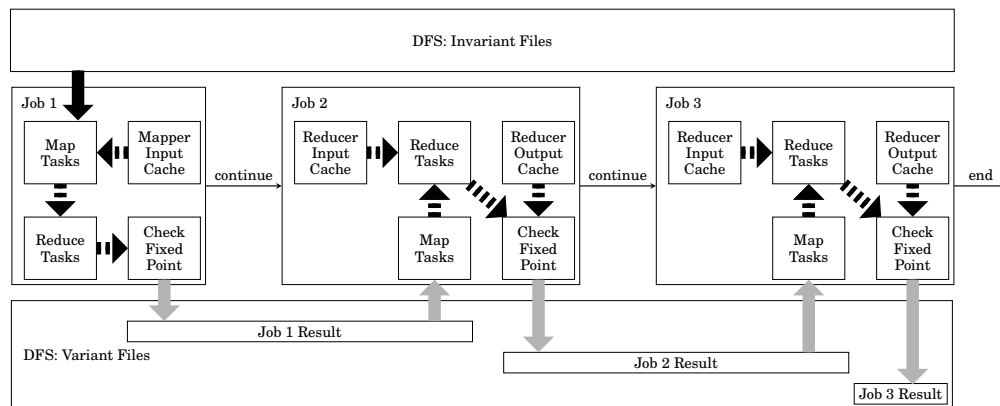 DFS: Invariant Files
Job 1
Map
Tasks
Mapper
Input
Cache
Reduce
Tasks
Check
Fixed
Point
continue
Job 2
Reducer
Input
Cache
Reduce
Tasks
Reducer
Output
Cache
Map
Tasks
Check
Fixed
Point
continue
Job 3
Reducer
Input
Cache
Reduce
Tasks
Reducer
Output
Cache
Map
Tasks
Check
Fixed
Point
end
Job 1 Result
DFS: Variant Files
Job 2 Result
Job 3 Result